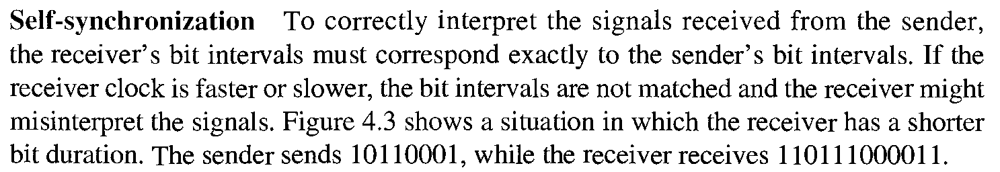 Self-synchronization To correctly interpret the signals received from the sender,
the receiver's bit intervals must correspond exactly to the sender's bit intervals. If the
receiver clock is faster or slower, the bit intervals are not matched and the receiver might
misinterpret the signals. Figure 4.3 shows a situation in which the receiver has a shorter
bit duration. The sender sends 10110001, while the receiver receives 110111000011.